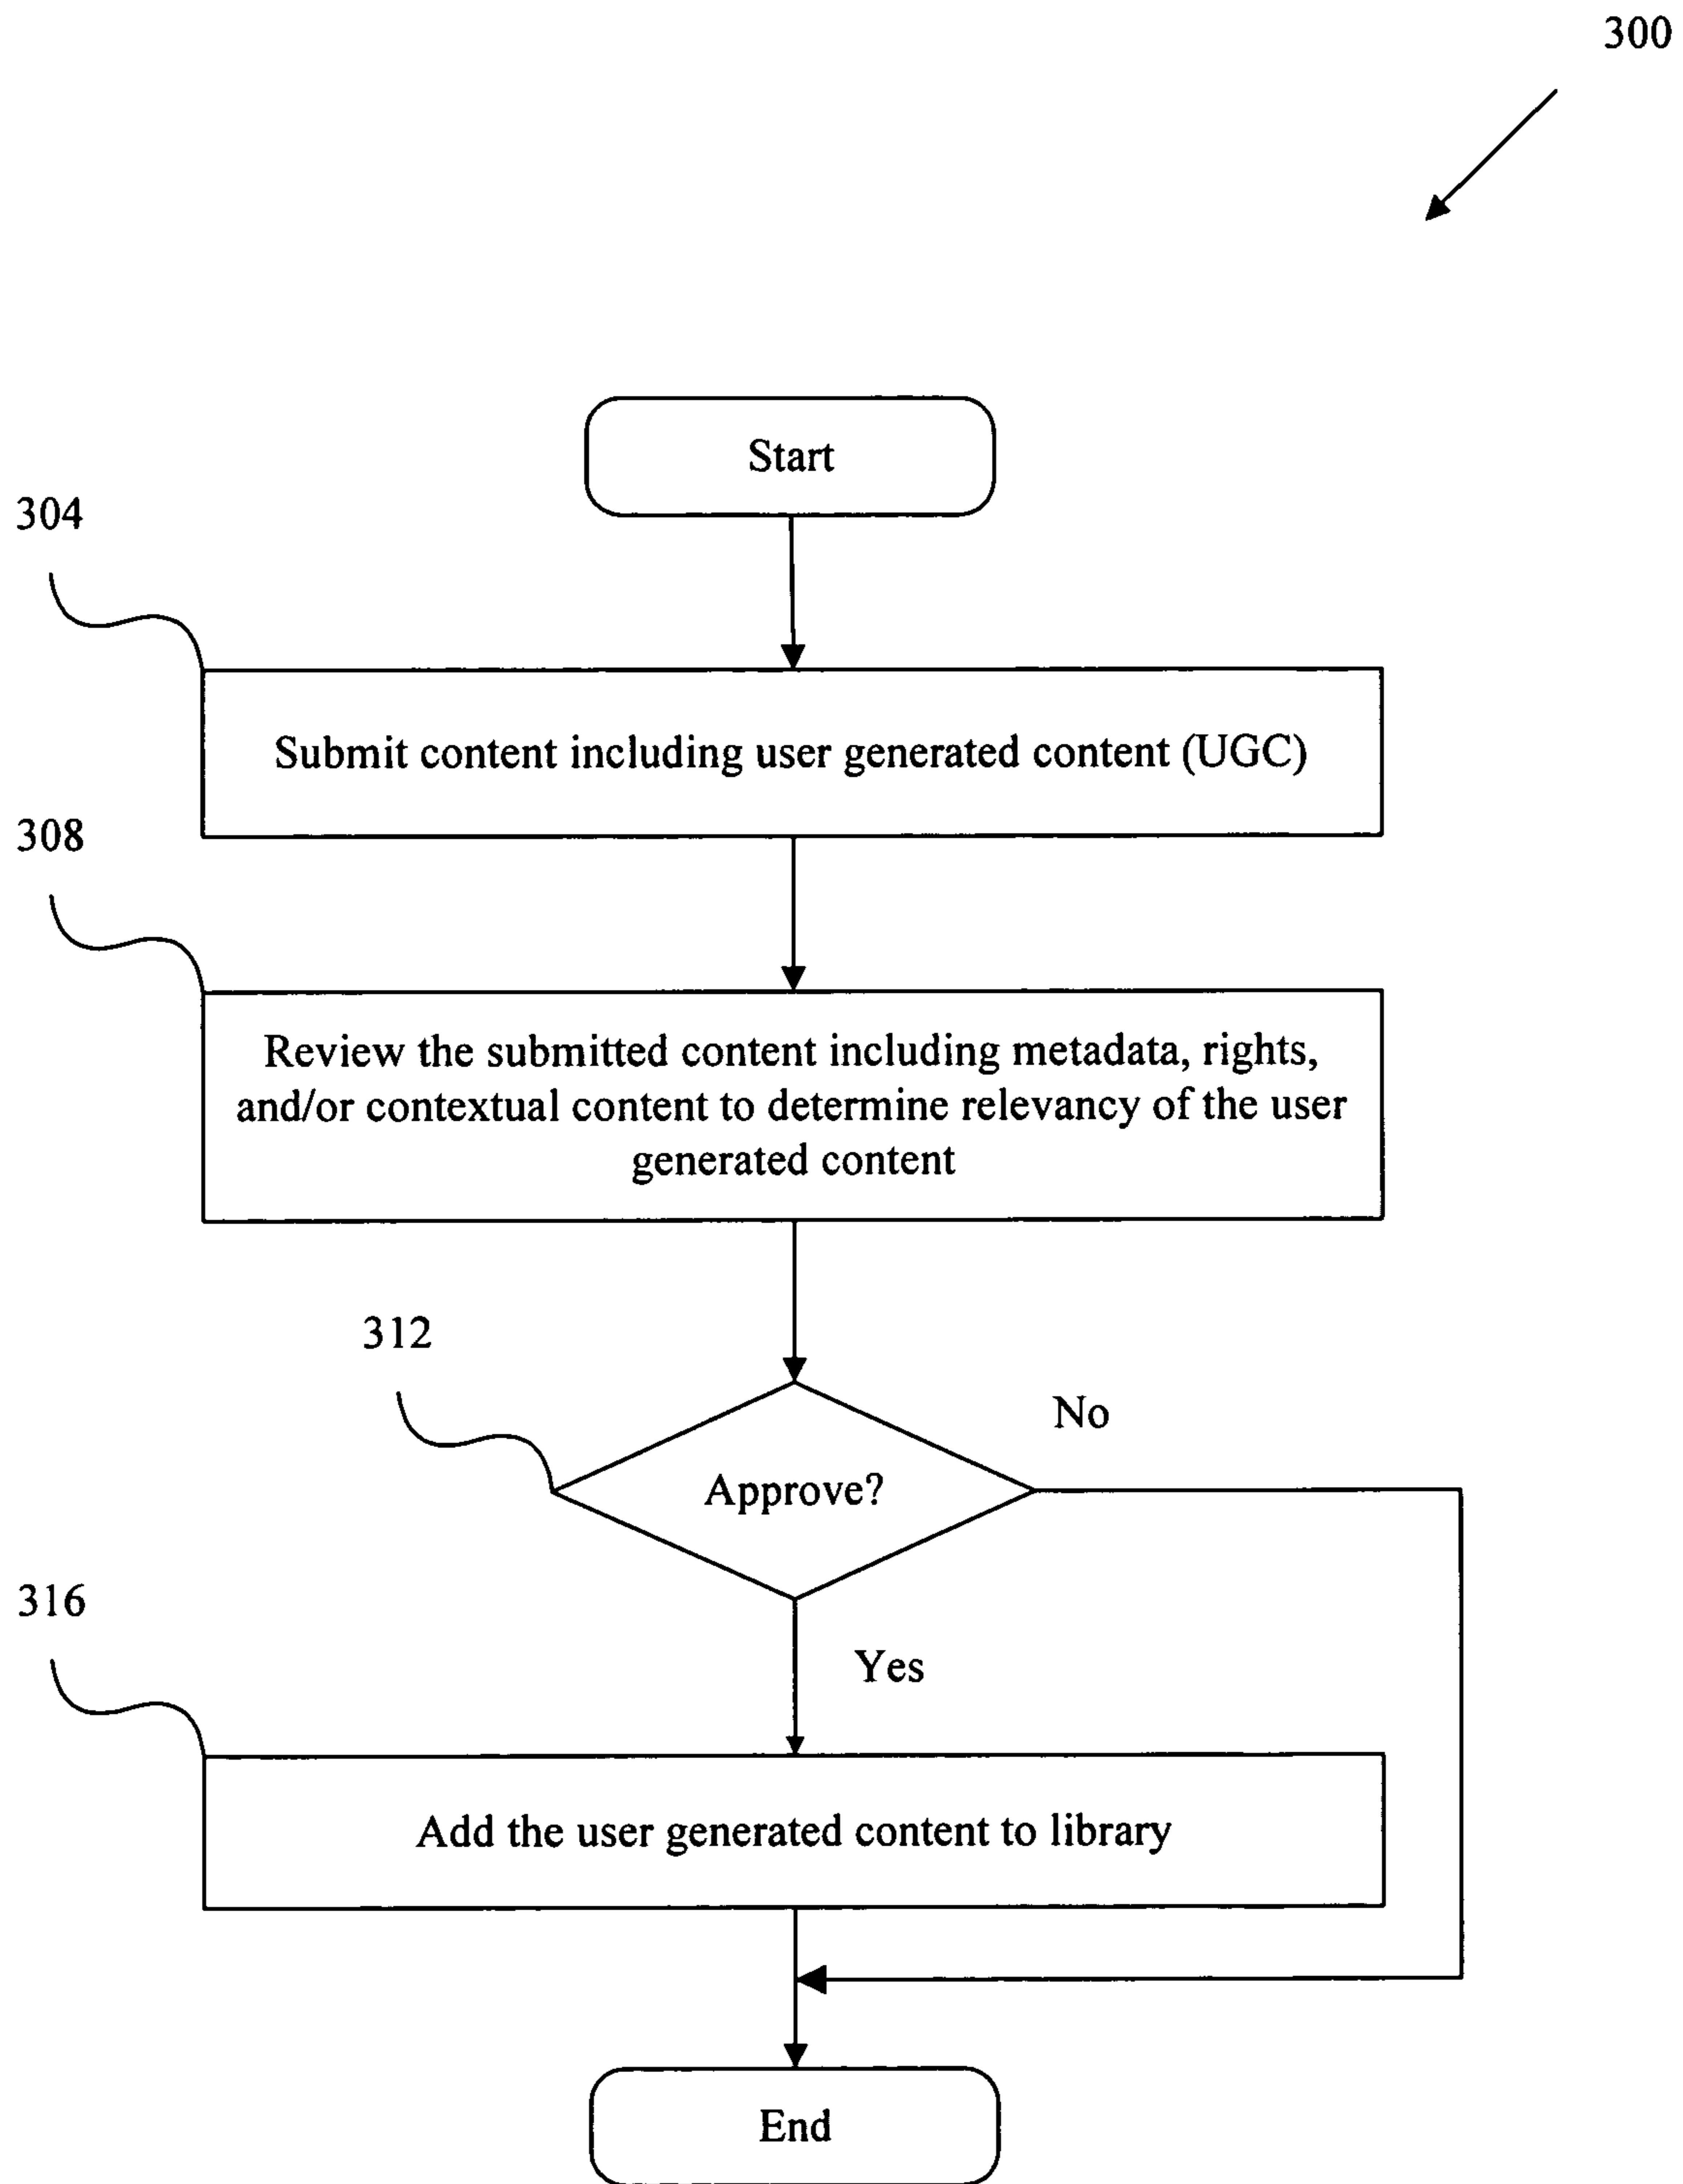 300
Start
304
Submit content including user generated content (UGC)
308
Review the submitted content including metadata, rights,
and/or contextual content to determine relevancy of the user
generated content
312
No
Approve?
316
Yes
Add the user generated content to library
End